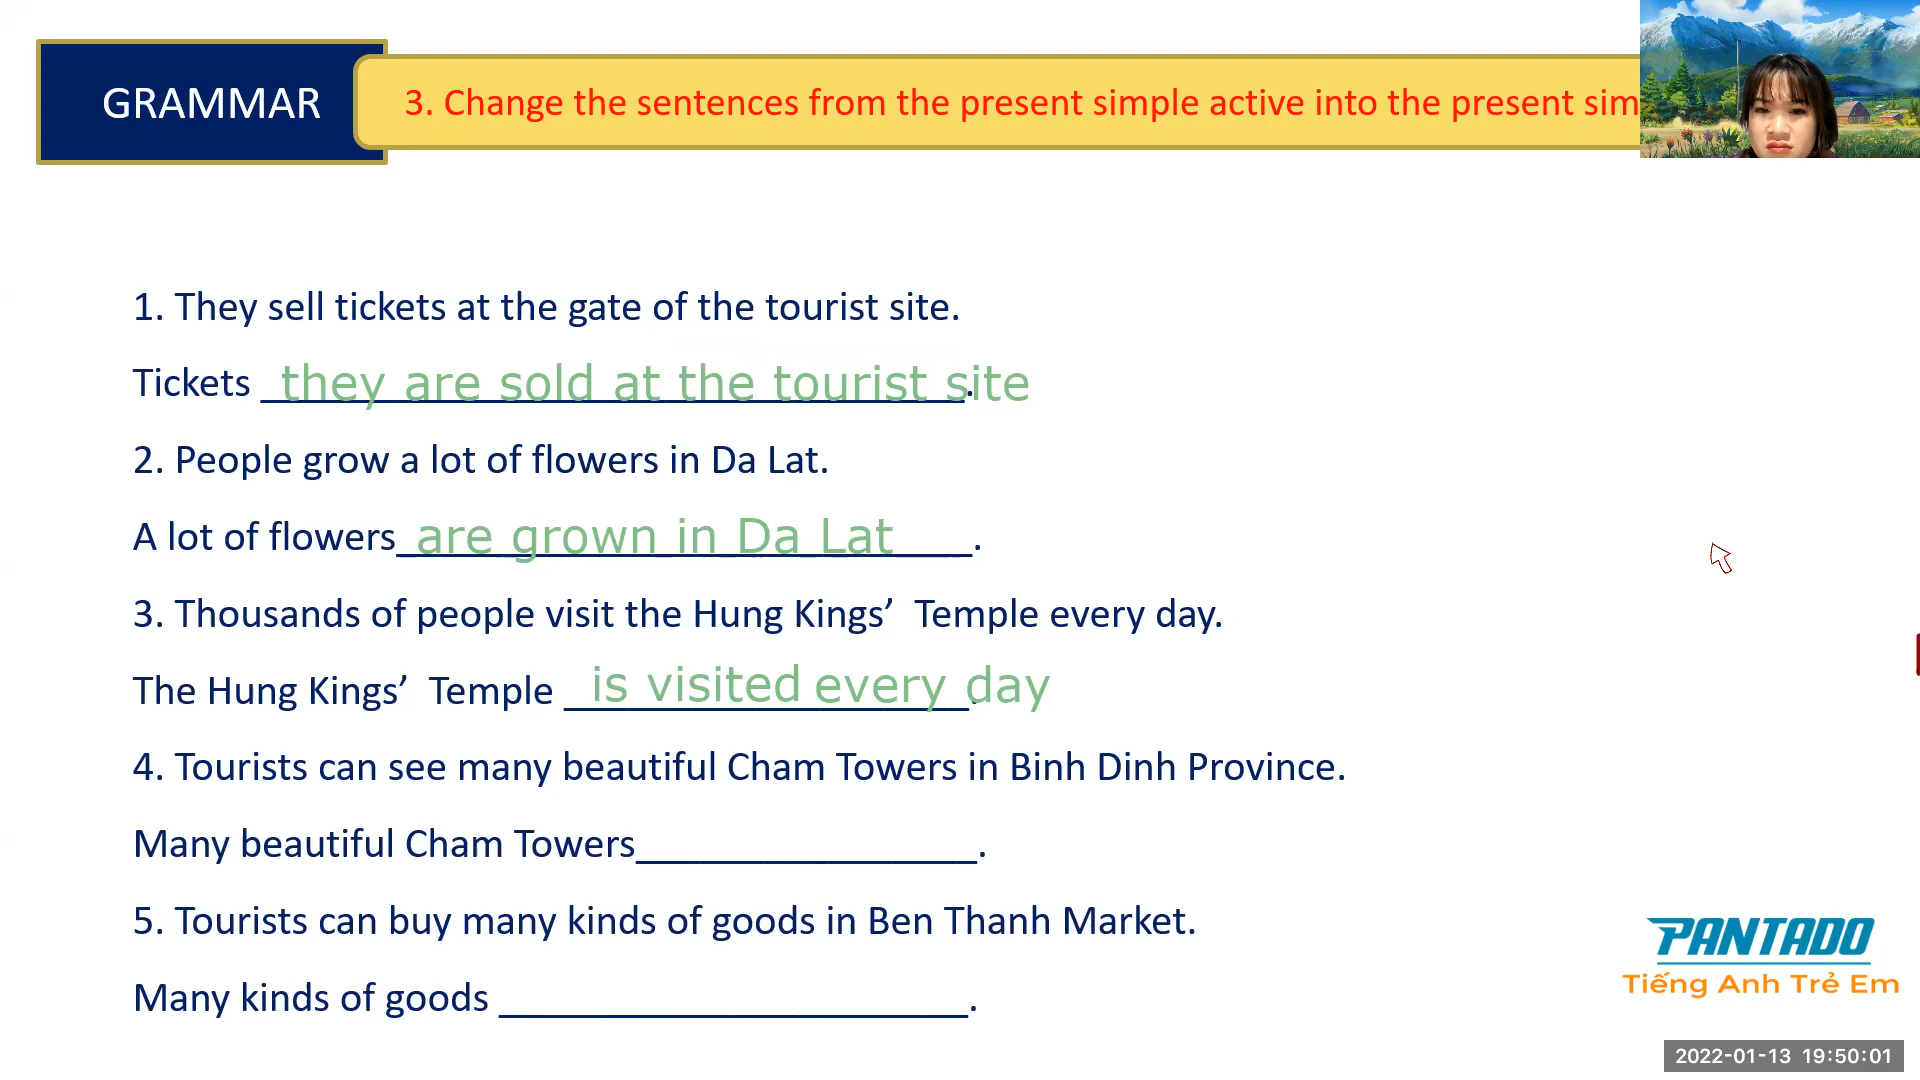 GRAMMAR
3. Change the sentences from the present simple active into the present sim
1. They sell tickets at the gate of the tourist site.
Tickets they are sold at the tourist site.
2. People grow a lot of flowers in Da Lat.
A lot of flowers are grown in Da Lat.
3. Thousands of people visit the Hung Kings’ Temple every day.
The Hung Kings’ Temple is visited every day.
4. Tourists can see many beautiful Cham Towers in Binh Dinh Province.
Many beautiful Cham Towers________________.
5. Tourists can buy many kinds of goods in Ben Thanh Market.
Many kinds of goods ______________________.
PANTADO
Tiếng Anh Trẻ Em
2022-01-13 19:50:01